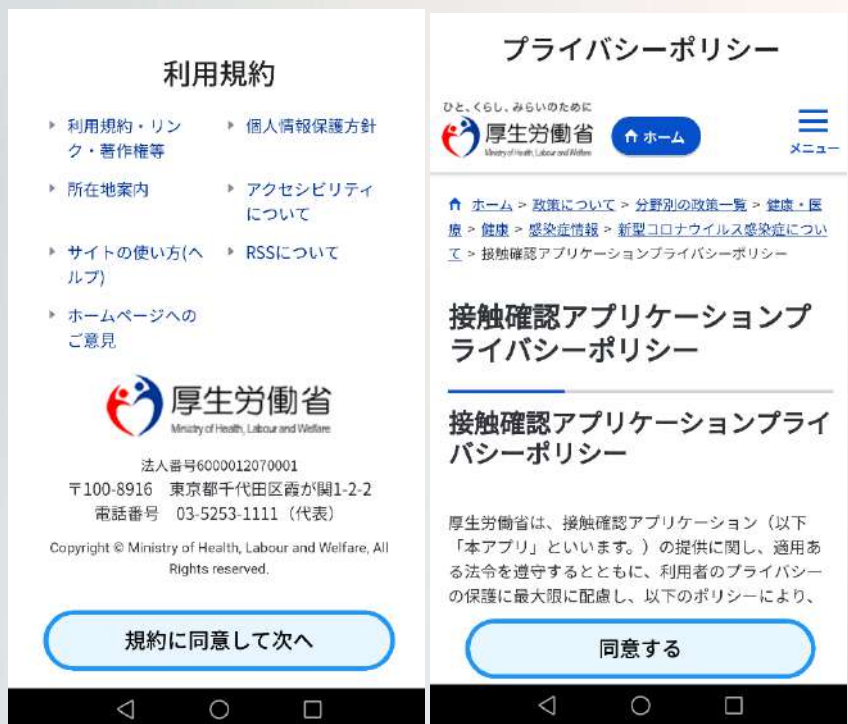 利用規約
利用規約・リン
ク・著作権等
個人情報保護方針
所在地案内
アクセシビリティ
について
サイトの使い方(ヘ
ルプ)
RSSについて
ホームページへの
ご意見
厚生労働省
Ministry of Health, Labour and Welfare
法人番号6000012070001
〒100-8916 東京都千代田区霞が関1-2-2
電話番号 03-5253-1111（代表）
Copyright © Ministry of Health, Labour and Welfare, All
Rights reserved.
規約に同意して次へ
プライバシーポリシー
ひと、くらし、みらいのために
厚生労働省
Ministry of Health, Labour and Welfare
ホーム
メニュー
ホーム > 政策について > 分野別の政策一覧 > 健康・医
療 > 健康 > 感染症情報 > 新型コロナウイルス感染症につい
て > 接触確認アプリケーションプライバシーポリシー
接触確認アプリケーションプ
ライバシーポリシー
接触確認アプリケーションプライ
バシーポリシー
厚生労働省は、接触確認アプリケーション（以下
「本アプリ」といいます。）の提供に関し、適用あ
る法令を遵守するとともに、利用者のプライバシー
の保護に最大限に配慮し、以下のポリシーにより、
同意する